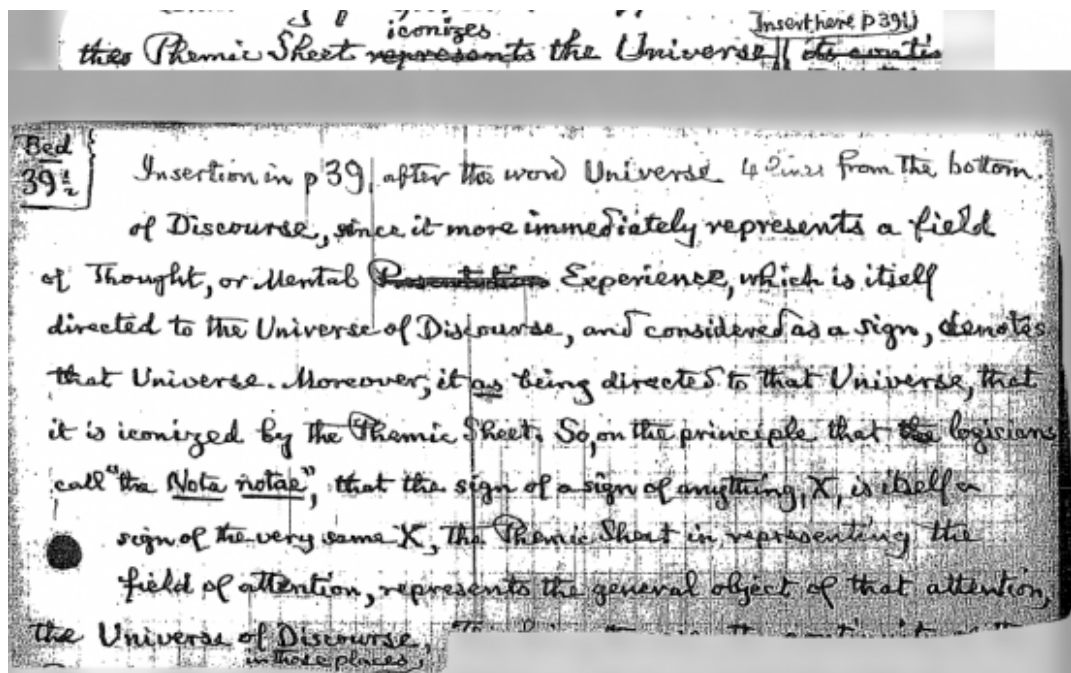 iconizes
Insert here p 39½
the Phemic Sheet represents the Universe
Bed
39½
Insertion in p 39 after the word Universe 4 lines from the bottom.
of Discourse, since it more immediately represents a field
of Thought, or Mental Experience, which is itself
directed to the Universe of Discourse, and considered as a sign, denotes
that Universe. Moreover, it as being directed to that Universe, that
it is iconized by the Phemic Sheet. So, on the principle that the logicians
call "the Nota notae", that the sign of a sign of anything, X, is itself a
sign of the very same X, the Phemic Sheet in representing the
field of attention, represents the general object of that attention,
the Universe of Discourse.
in those places,